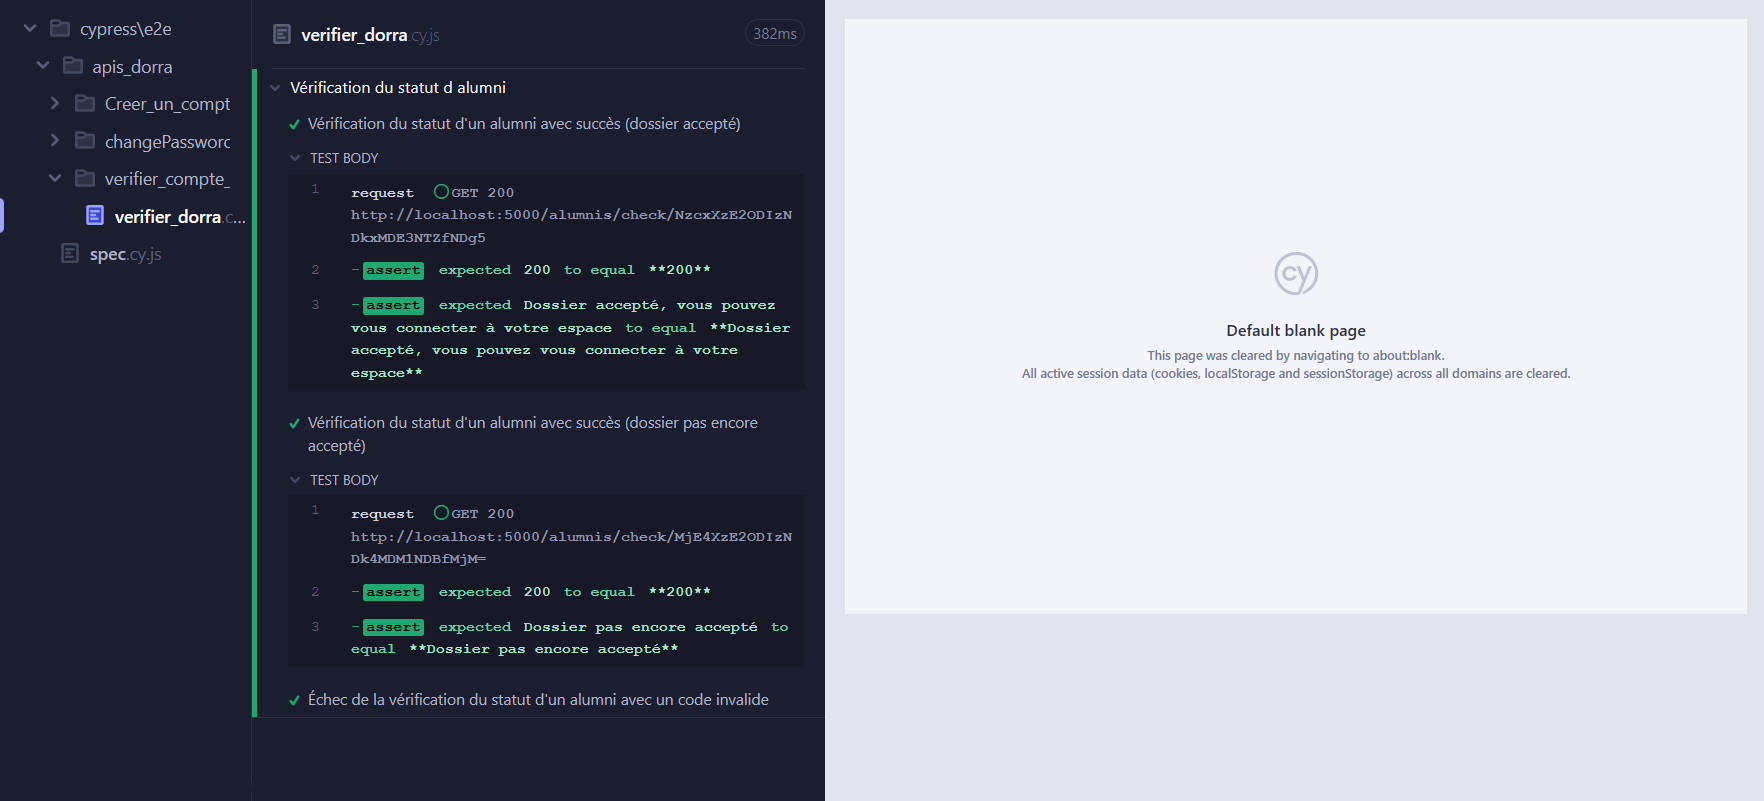 cypress\e2e
apis_dorra
Creer_un_compt
changePassword
verifier_compte_
verifier_dorra.c...
spec.cy.js
verifier_dorra.cy.js
382ms
Vérification du statut d alumni
Vérification du statut d'un alumni avec succès (dossier accepté)
TEST BODY
1 request GET 200
http://localhost:5000/alumnis/check/NzcxXzE2ODIzN
DkxMDE3NTZfNDg5
2 -assert expected 200 to equal **200**
3 -assert expected Dossier accepté, vous pouvez
vous connecter à votre espace to equal **Dossier
accepté, vous pouvez vous connecter à votre
espace**
Vérification du statut d'un alumni avec succès (dossier pas encore
accepté)
TEST BODY
1 request GET 200
http://localhost:5000/alumnis/check/MjE4XzE2ODIzN
Dk4MDM1NDBfMjM=
2 -assert expected 200 to equal **200**
3 -assert expected Dossier pas encore accepté to
equal **Dossier pas encore accepté**
Échec de la vérification du statut d'un alumni avec un code invalide
cy
Default blank page
This page was cleared by navigating to about:blank.
All active session data (cookies, localStorage and sessionStorage) across all domains are cleared.